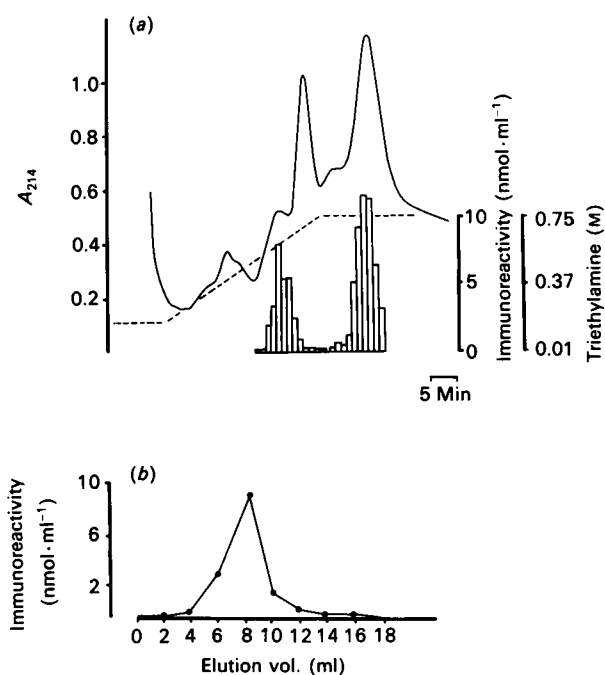 (a)
1.0
0.8
0.6
0.4
0.2
A214
10
5
0
Immunoreactivity (nmol·ml−1)
0.75
0.37
0.01
Triethylamine (M)
5 Min
(b)
10
6
2
Immunoreactivity
(nmol·ml−1)
0 2 4 6 8 10 12 14 16 18
Elution vol. (ml)